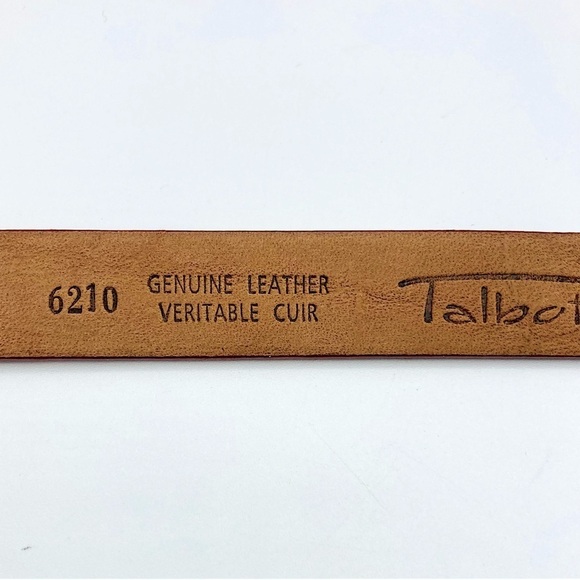 6210
GENUINE LEATHER
VERITABLE CUIR
Talbot